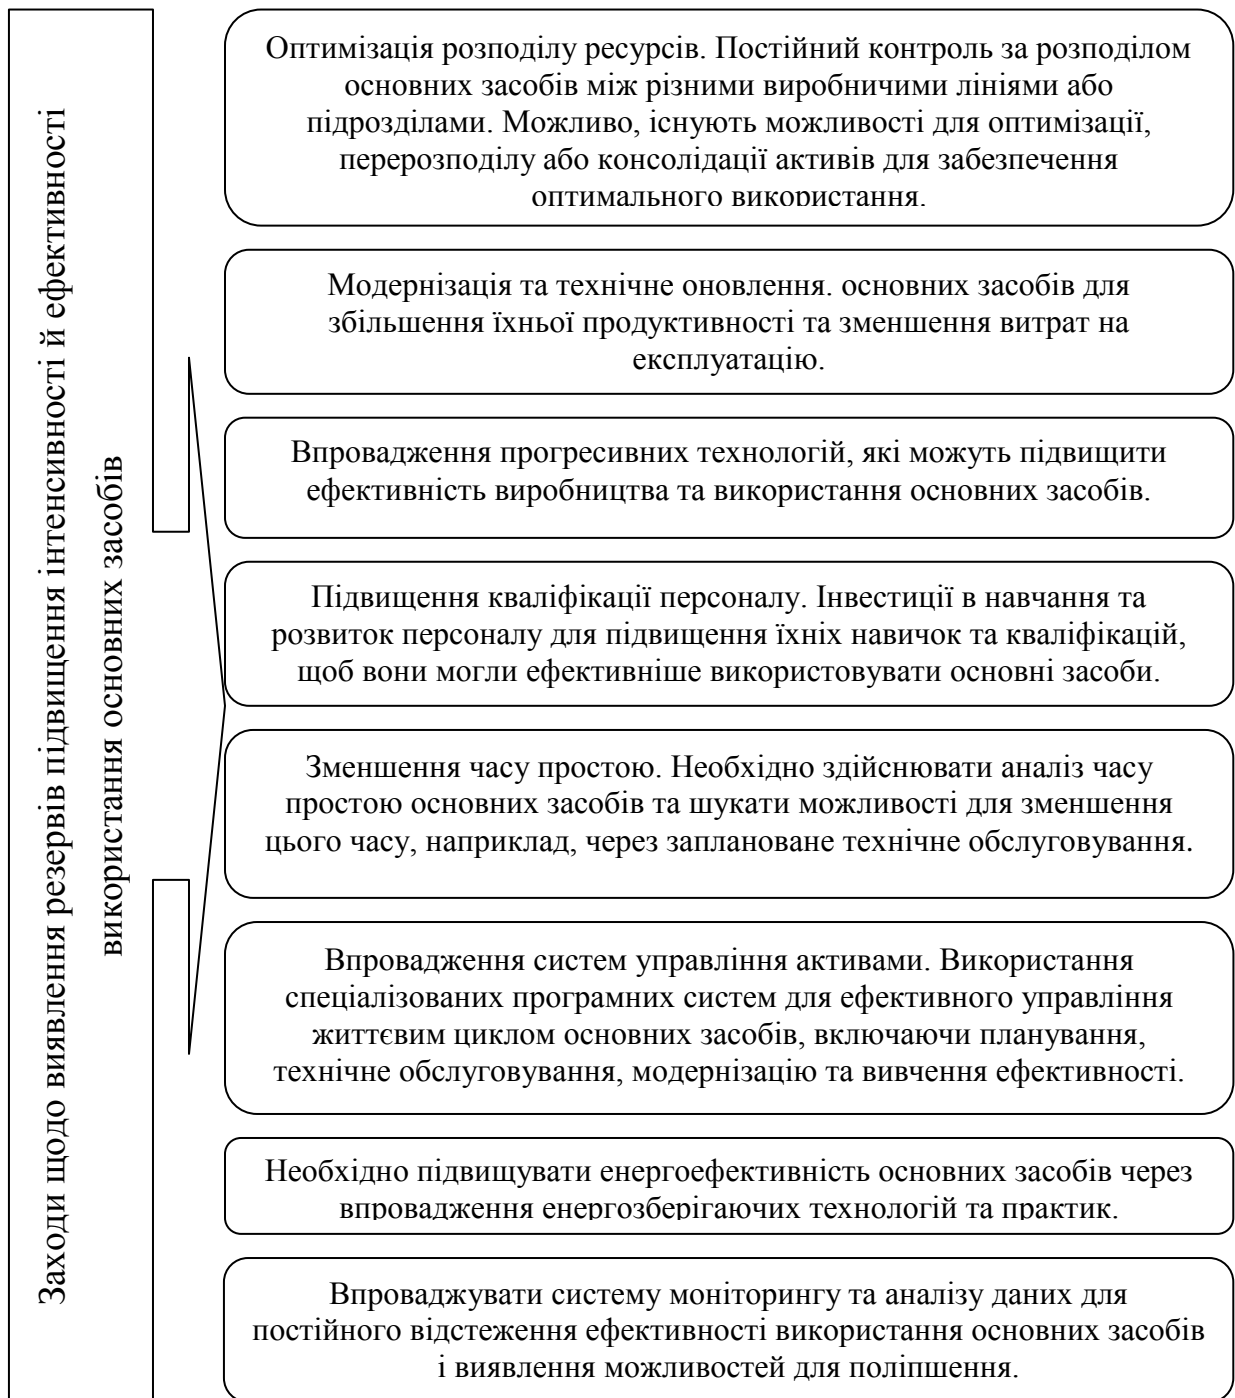 Заходи щодо виявлення резервів підвищення інтенсивності й ефективності
використання основних засобів
Оптимізація розподілу ресурсів. Постійний контроль за розподілом
основних засобів між різними виробничими лініями або
підрозділами. Можливо, існують можливості для оптимізації,
перерозподілу або консолідації активів для забезпечення
оптимального використання.
Модернізація та технічне оновлення. основних засобів для
збільшення їхньої продуктивності та зменшення витрат на
експлуатацію.
Впровадження прогресивних технологій, які можуть підвищити
ефективність виробництва та використання основних засобів.
Підвищення кваліфікації персоналу. Інвестиції в навчання та
розвиток персоналу для підвищення їхніх навичок та кваліфікацій,
щоб вони могли ефективніше використовувати основні засоби.
Зменшення часу простою. Необхідно здійснювати аналіз часу
простою основних засобів та шукати можливості для зменшення
цього часу, наприклад, через заплановане технічне обслуговування.
Впровадження систем управління активами. Використання
спеціалізованих програмних систем для ефективного управління
життєвим циклом основних засобів, включаючи планування,
технічне обслуговування, модернізацію та вивчення ефективності.
Необхідно підвищувати енергоефективність основних засобів через
впровадження енергозберігаючих технологій та практик.
Впроваджувати систему моніторингу та аналізу даних для
постійного відстеження ефективності використання основних засобів
і виявлення можливостей для поліпшення.